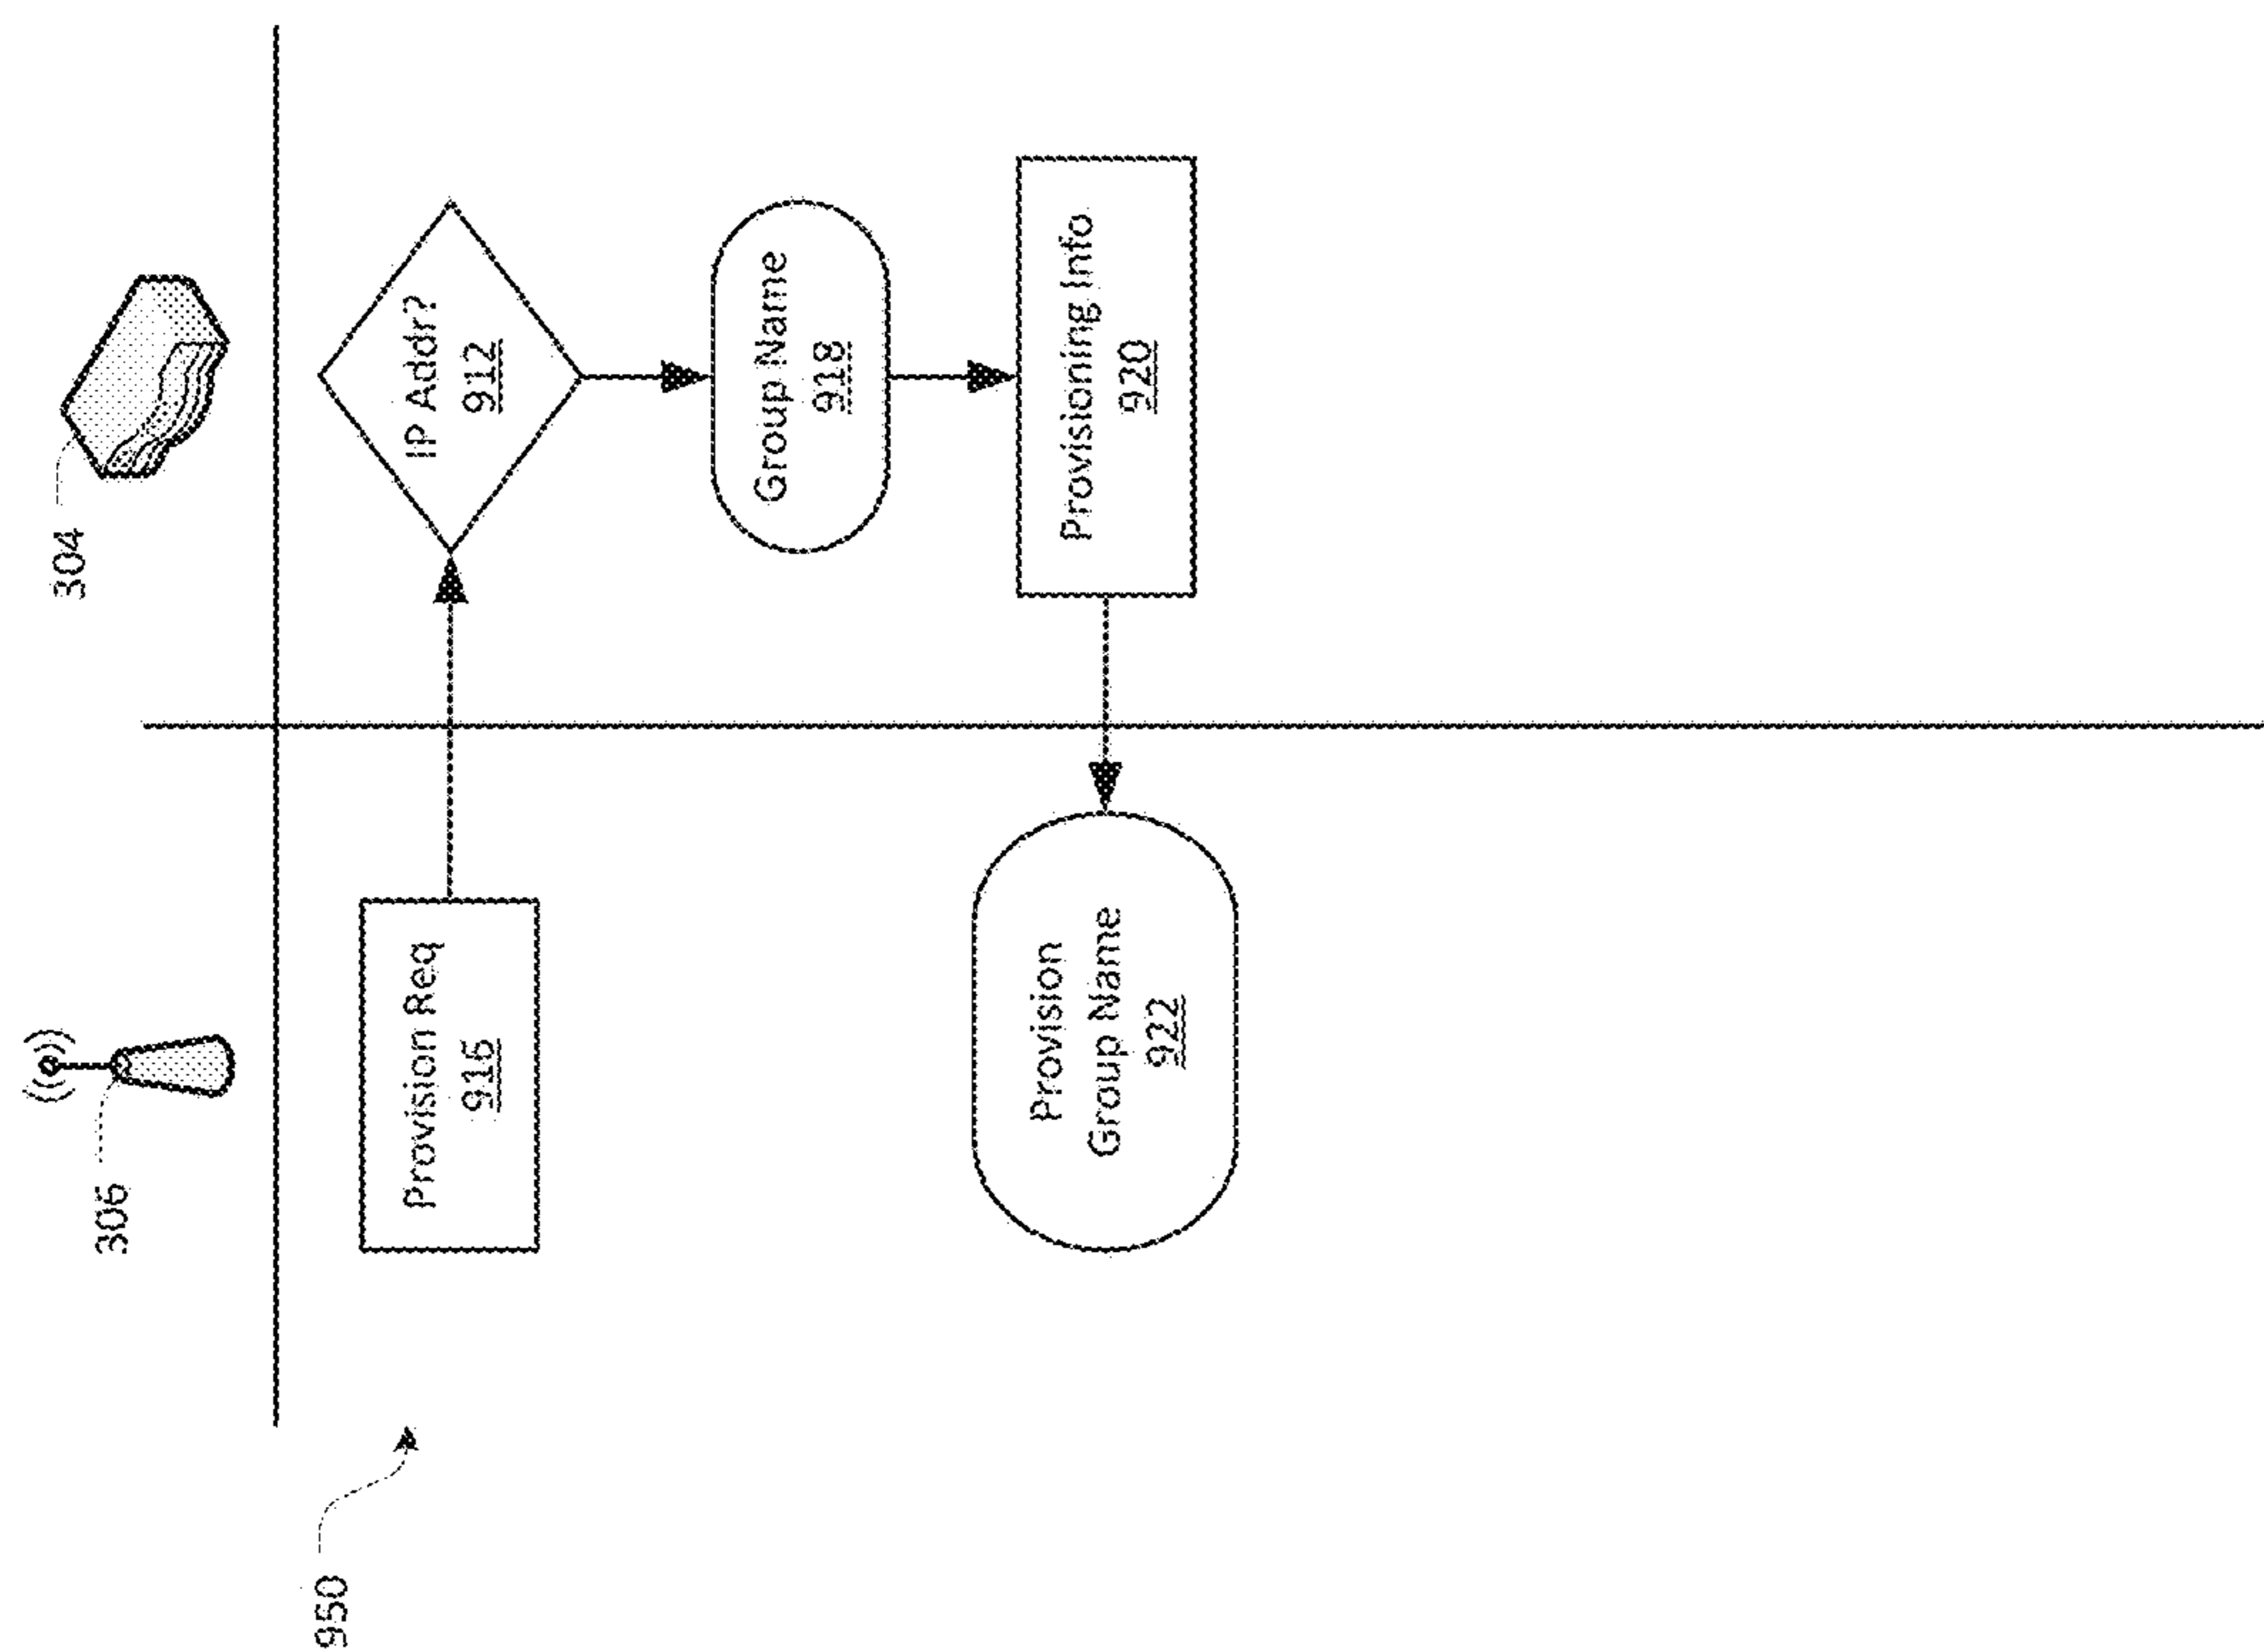 306
304
950
Provision Req
916
IP Addr?
912
Group Name
918
Provisioning Info
920
Provision
Group Name
922